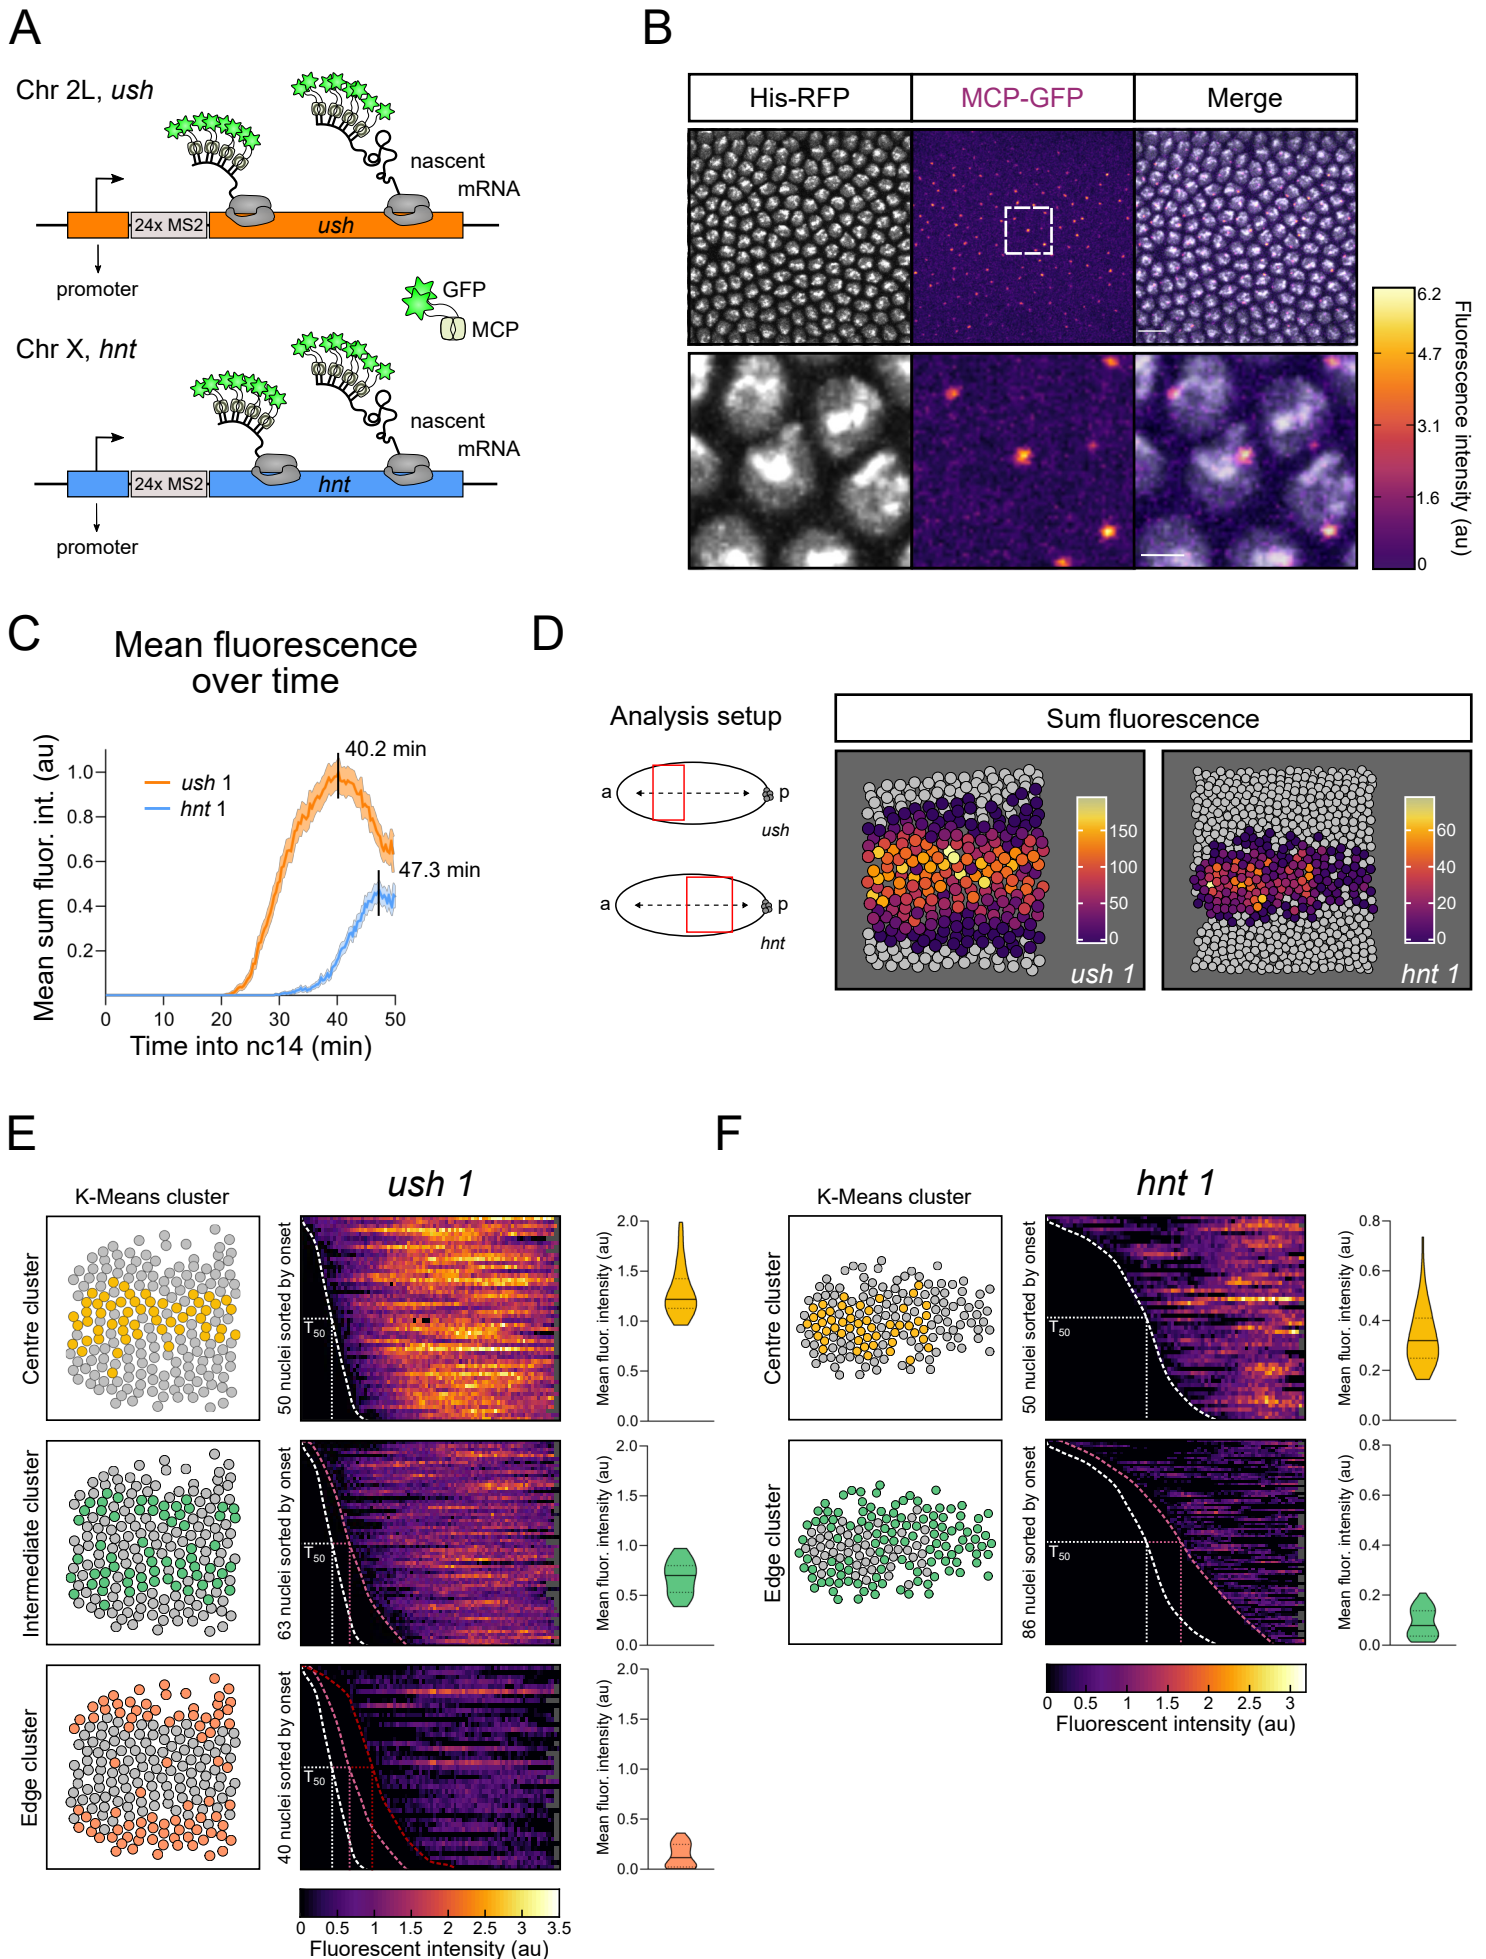 A
Chr 2L, ush
nascent
mRNA
24x MS2
ush
promoter
GFP
MCP
Chr X, hnt
nascent
mRNA
24x MS2
hnt
promoter
B
His-RFP
MCP-GFP
Merge
6.2
4.7
3.1
1.6
0
Fluorescence intensity (au)
C
Mean fluorescence
over time
Mean sum fluor. int. (au)
1.0
0.8
0.6
0.4
0.2
ush 1
hnt 1
40.2 min
47.3 min
0 10 20 30 40 50
Time into nc14 (min)
D
Analysis setup
a
p
ush
a
p
hnt
Sum fluorescence
150
100
50
0
ush 1
60
40
20
0
hnt 1
E
K-Means cluster
ush 1
Centre cluster
50 nuclei sorted by onset
T50
Mean fluor. intensity (au)
2.0
1.5
1.0
0.5
0.0
Intermediate cluster
63 nuclei sorted by onset
T50
Mean fluor. intensity (au)
2.0
1.5
1.0
0.5
0.0
Edge cluster
40 nuclei sorted by onset
T50
Mean fluor. intensity (au)
2.0
1.5
1.0
0.5
0.0
0 0.5 1 1.5 2 2.5 3 3.5
Fluorescent intensity (au)
F
K-Means cluster
hnt 1
Centre cluster
50 nuclei sorted by onset
T50
Mean fluor. intensity (au)
0.8
0.6
0.4
0.2
0.0
Edge cluster
86 nuclei sorted by onset
T50
Mean fluor. intensity (au)
0.8
0.6
0.4
0.2
0.0
0 0.5 1 1.5 2 2.5 3
Fluorescent intensity (au)